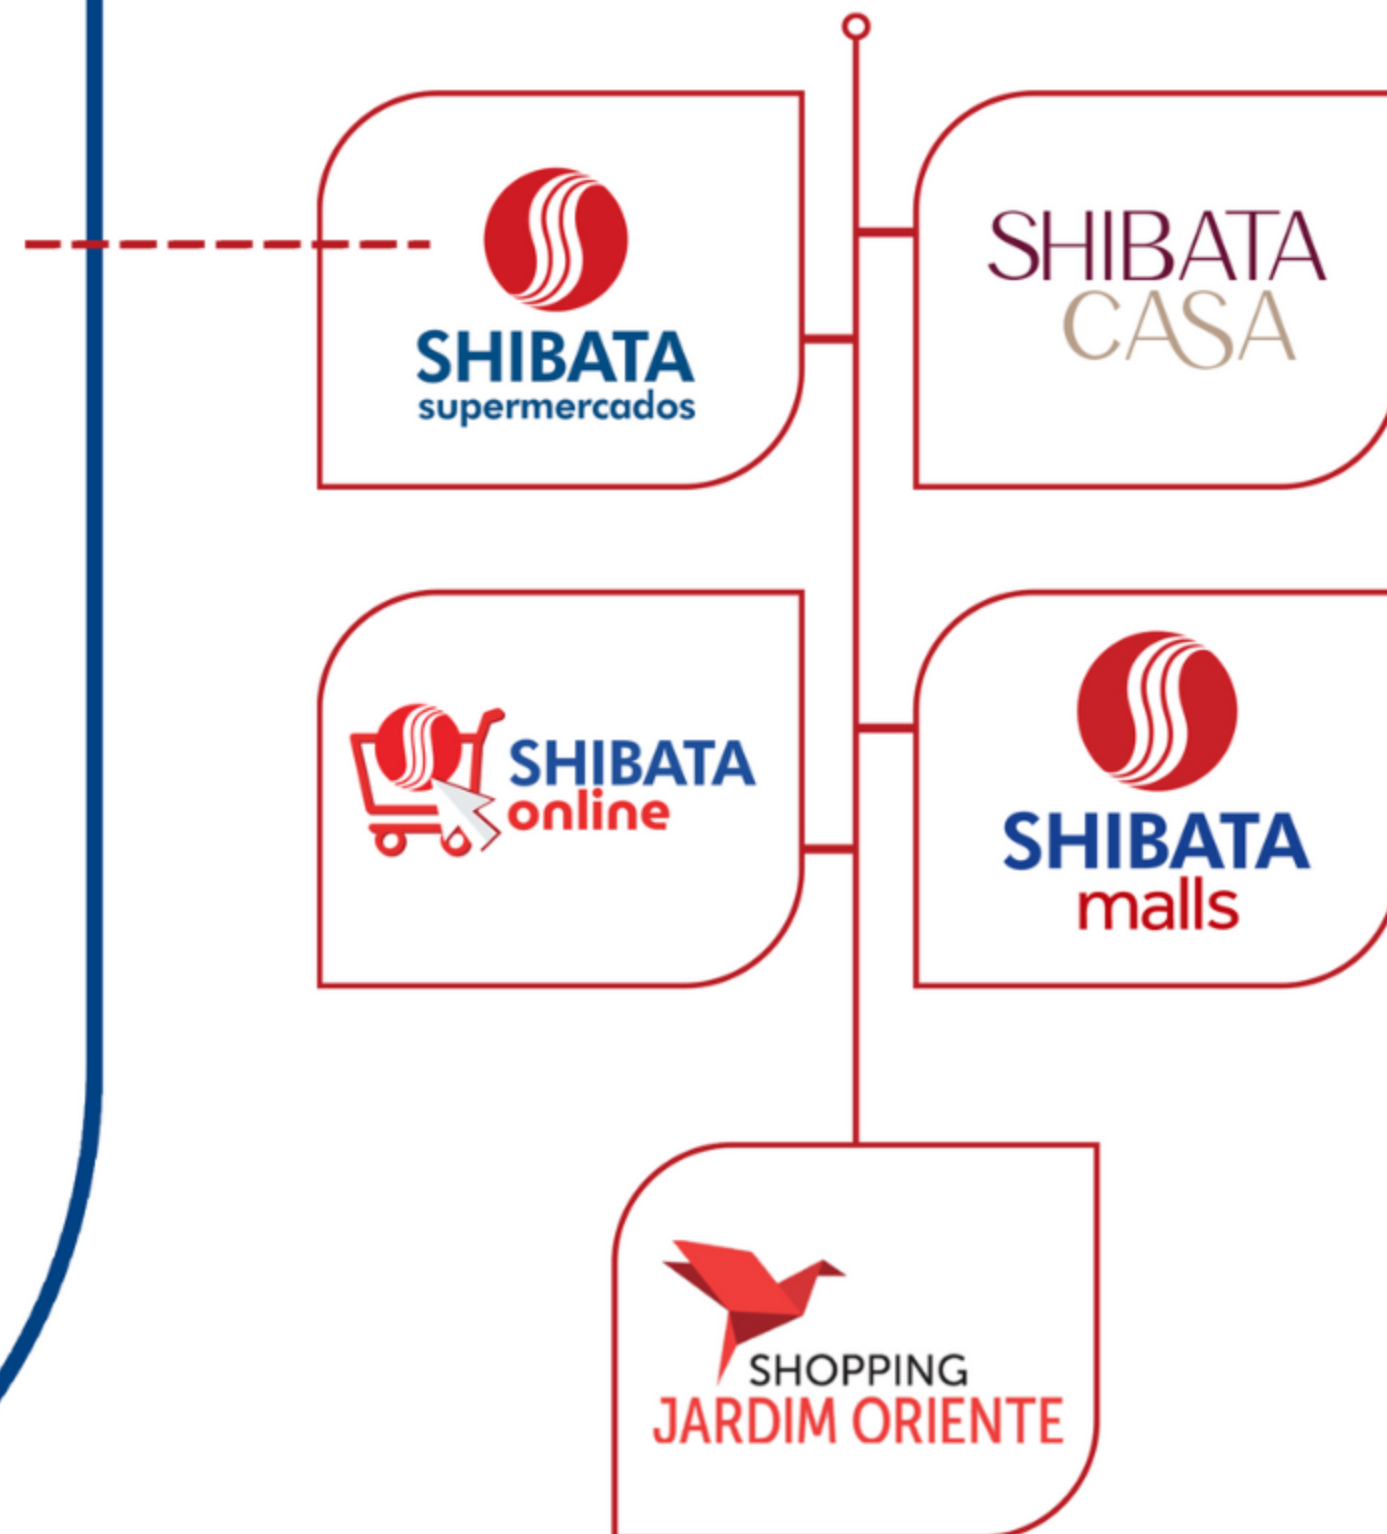 SHIBATA
supermercados
SHIBATA
CASA
SHIBATA
online
SHIBATA
malls
SHOPPING
JARDIM ORIENTE